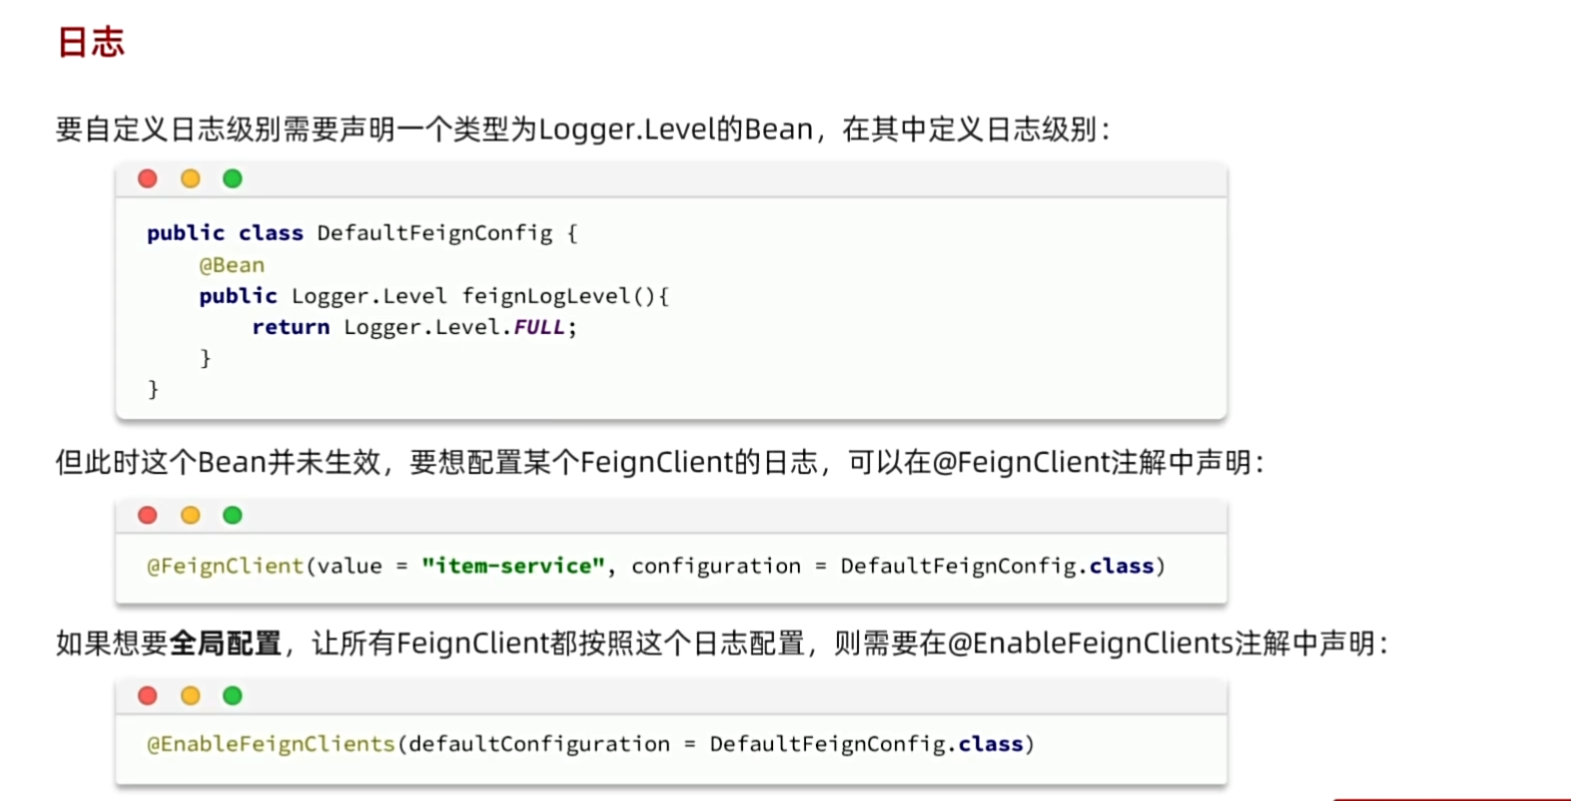 日志
要自定义日志级别需要声明一个类型为Logger.Level的Bean，在其中定义日志级别：
public class DefaultFeignConfig {
@Bean
public Logger.Level feignLogLevel(){
return Logger.Level.FULL;
}
}
但此时这个Bean并未生效，要想配置某个FeignClient的日志，可以在@FeignClient注解中声明：
@FeignClient(value = "item-service", configuration = DefaultFeignConfig.class)
如果想要全局配置，让所有FeignClient都按照这个日志配置，则需要在@EnableFeignClients注解中声明：
@EnableFeignClients(defaultConfiguration = DefaultFeignConfig.class)